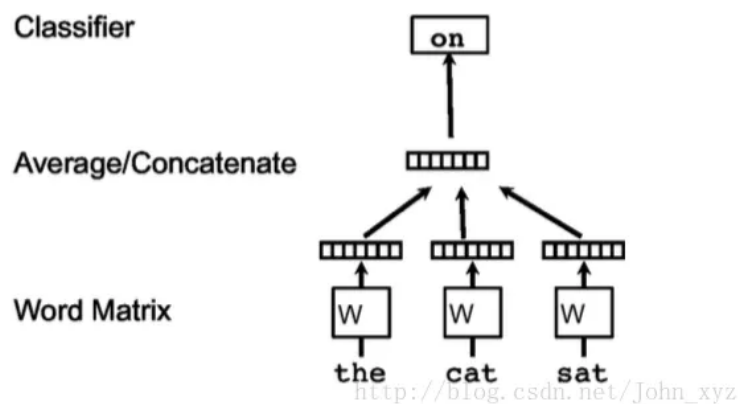 Classifier
on
Average/Concatenate
Word Matrix
W W W
the cat sat
http://blog.csdn.net/John_xyz